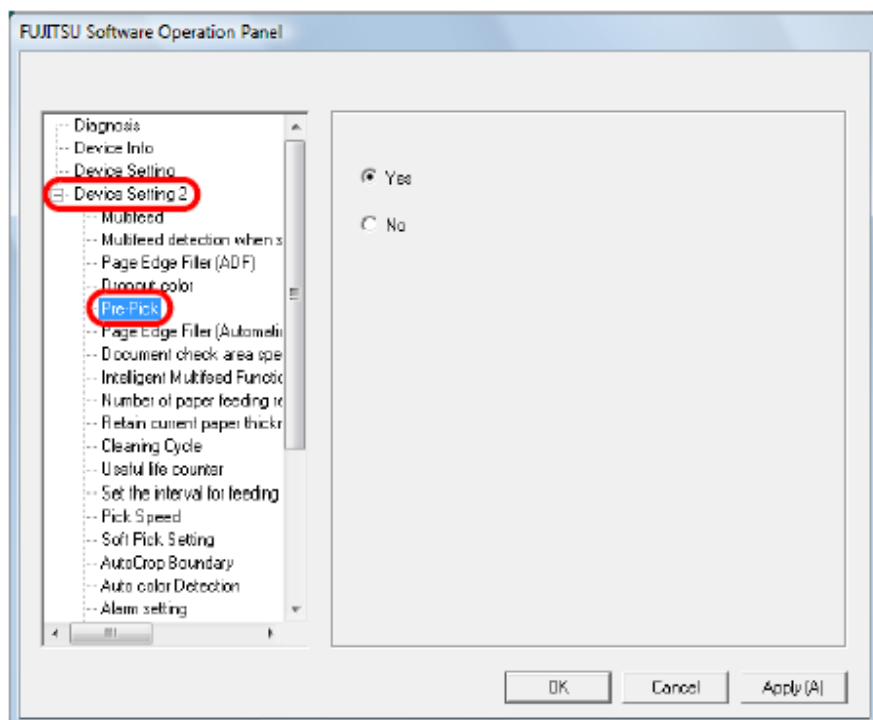 FUJITSU Software Operation Panel
Diagnosis
Device Info
Device Setting
Device Setting 2
Multifeed
Multifeed detection when s
Page Edge Filler (ADF)
Dropout color
Pre-Pick
Page Edge Filler (Automatic
Document check area spe
Intelligent Multifeed Functic
Number of paper feeding re
Retain current paper thickr
Cleaning Cycle
Useful life counter
Set the interval for feeding
Pick Speed
Soft Pick Setting
AutoCrop Boundary
Auto color Detection
Alarm setting
Yes
No
OK
Cancel
Apply (A)